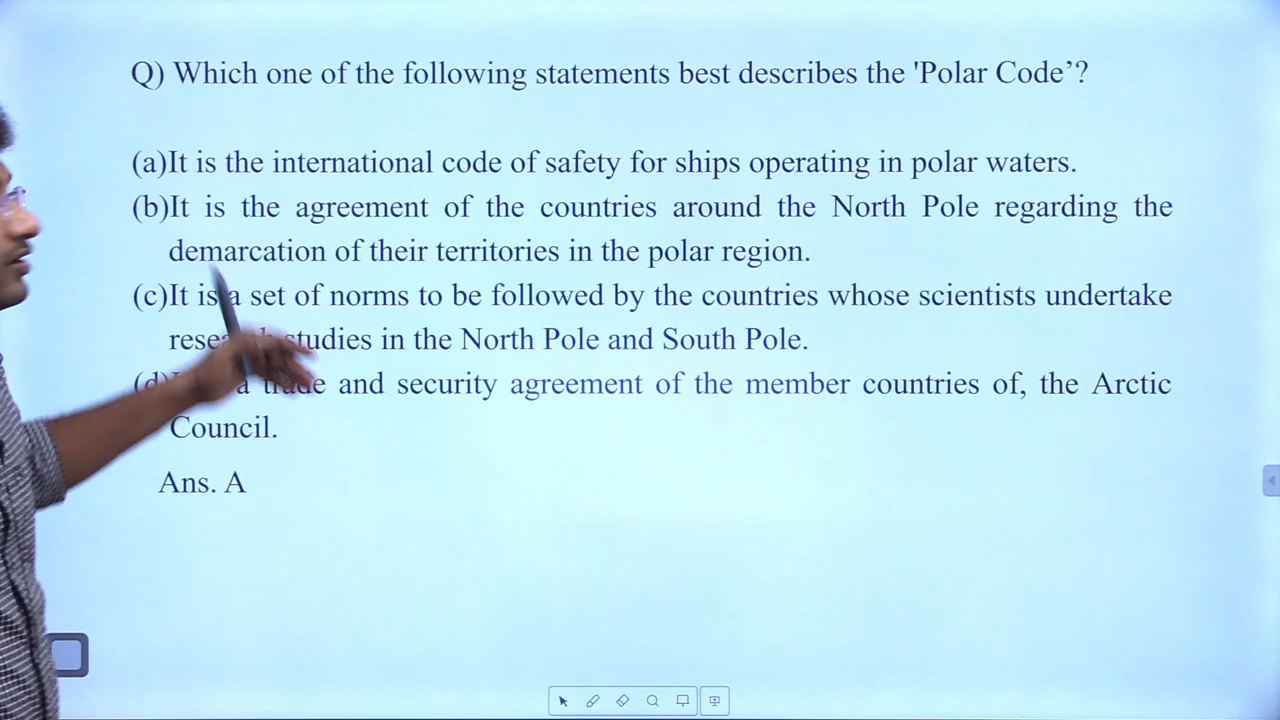 Q) Which one of the following statements best describes the 'Polar Code’?
(a)It is the international code of safety for ships operating in polar waters.
(b)It is the agreement of the countries around the North Pole regarding the
demarcation of their territories in the polar region.
(c)It is a set of norms to be followed by the countries whose scientists undertake
studies in the North Pole and South Pole.
(d) a trade and security agreement of the member countries of, the Arctic
Council.
Ans. A